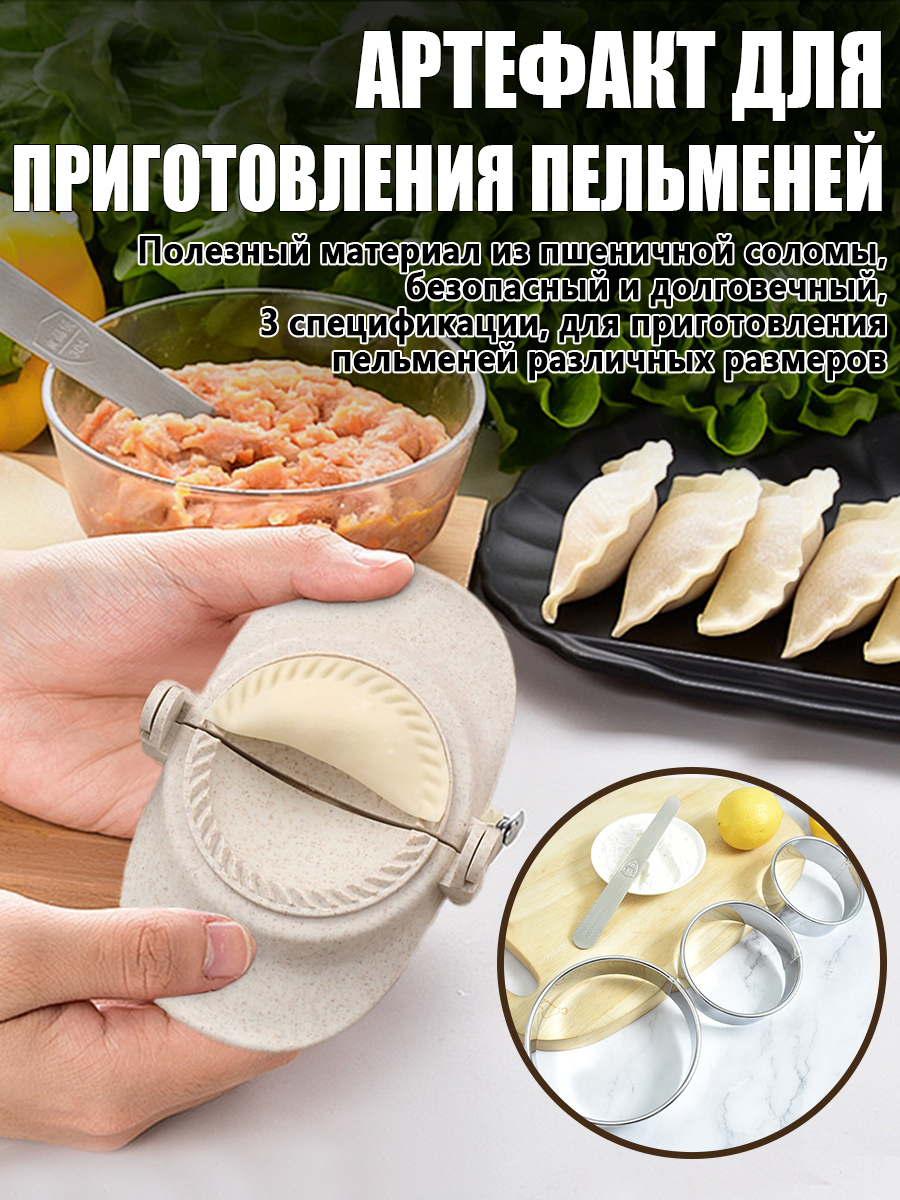 АРТЕФАКТ ДЛЯ
ПРИГОТОВЛЕНИЯ ПЕЛЬМЕНЕЙ
Полезный материал из пшеничной соломы,
безопасный и долговечный,
3 спецификации, для приготовления
пельменей различных размеров